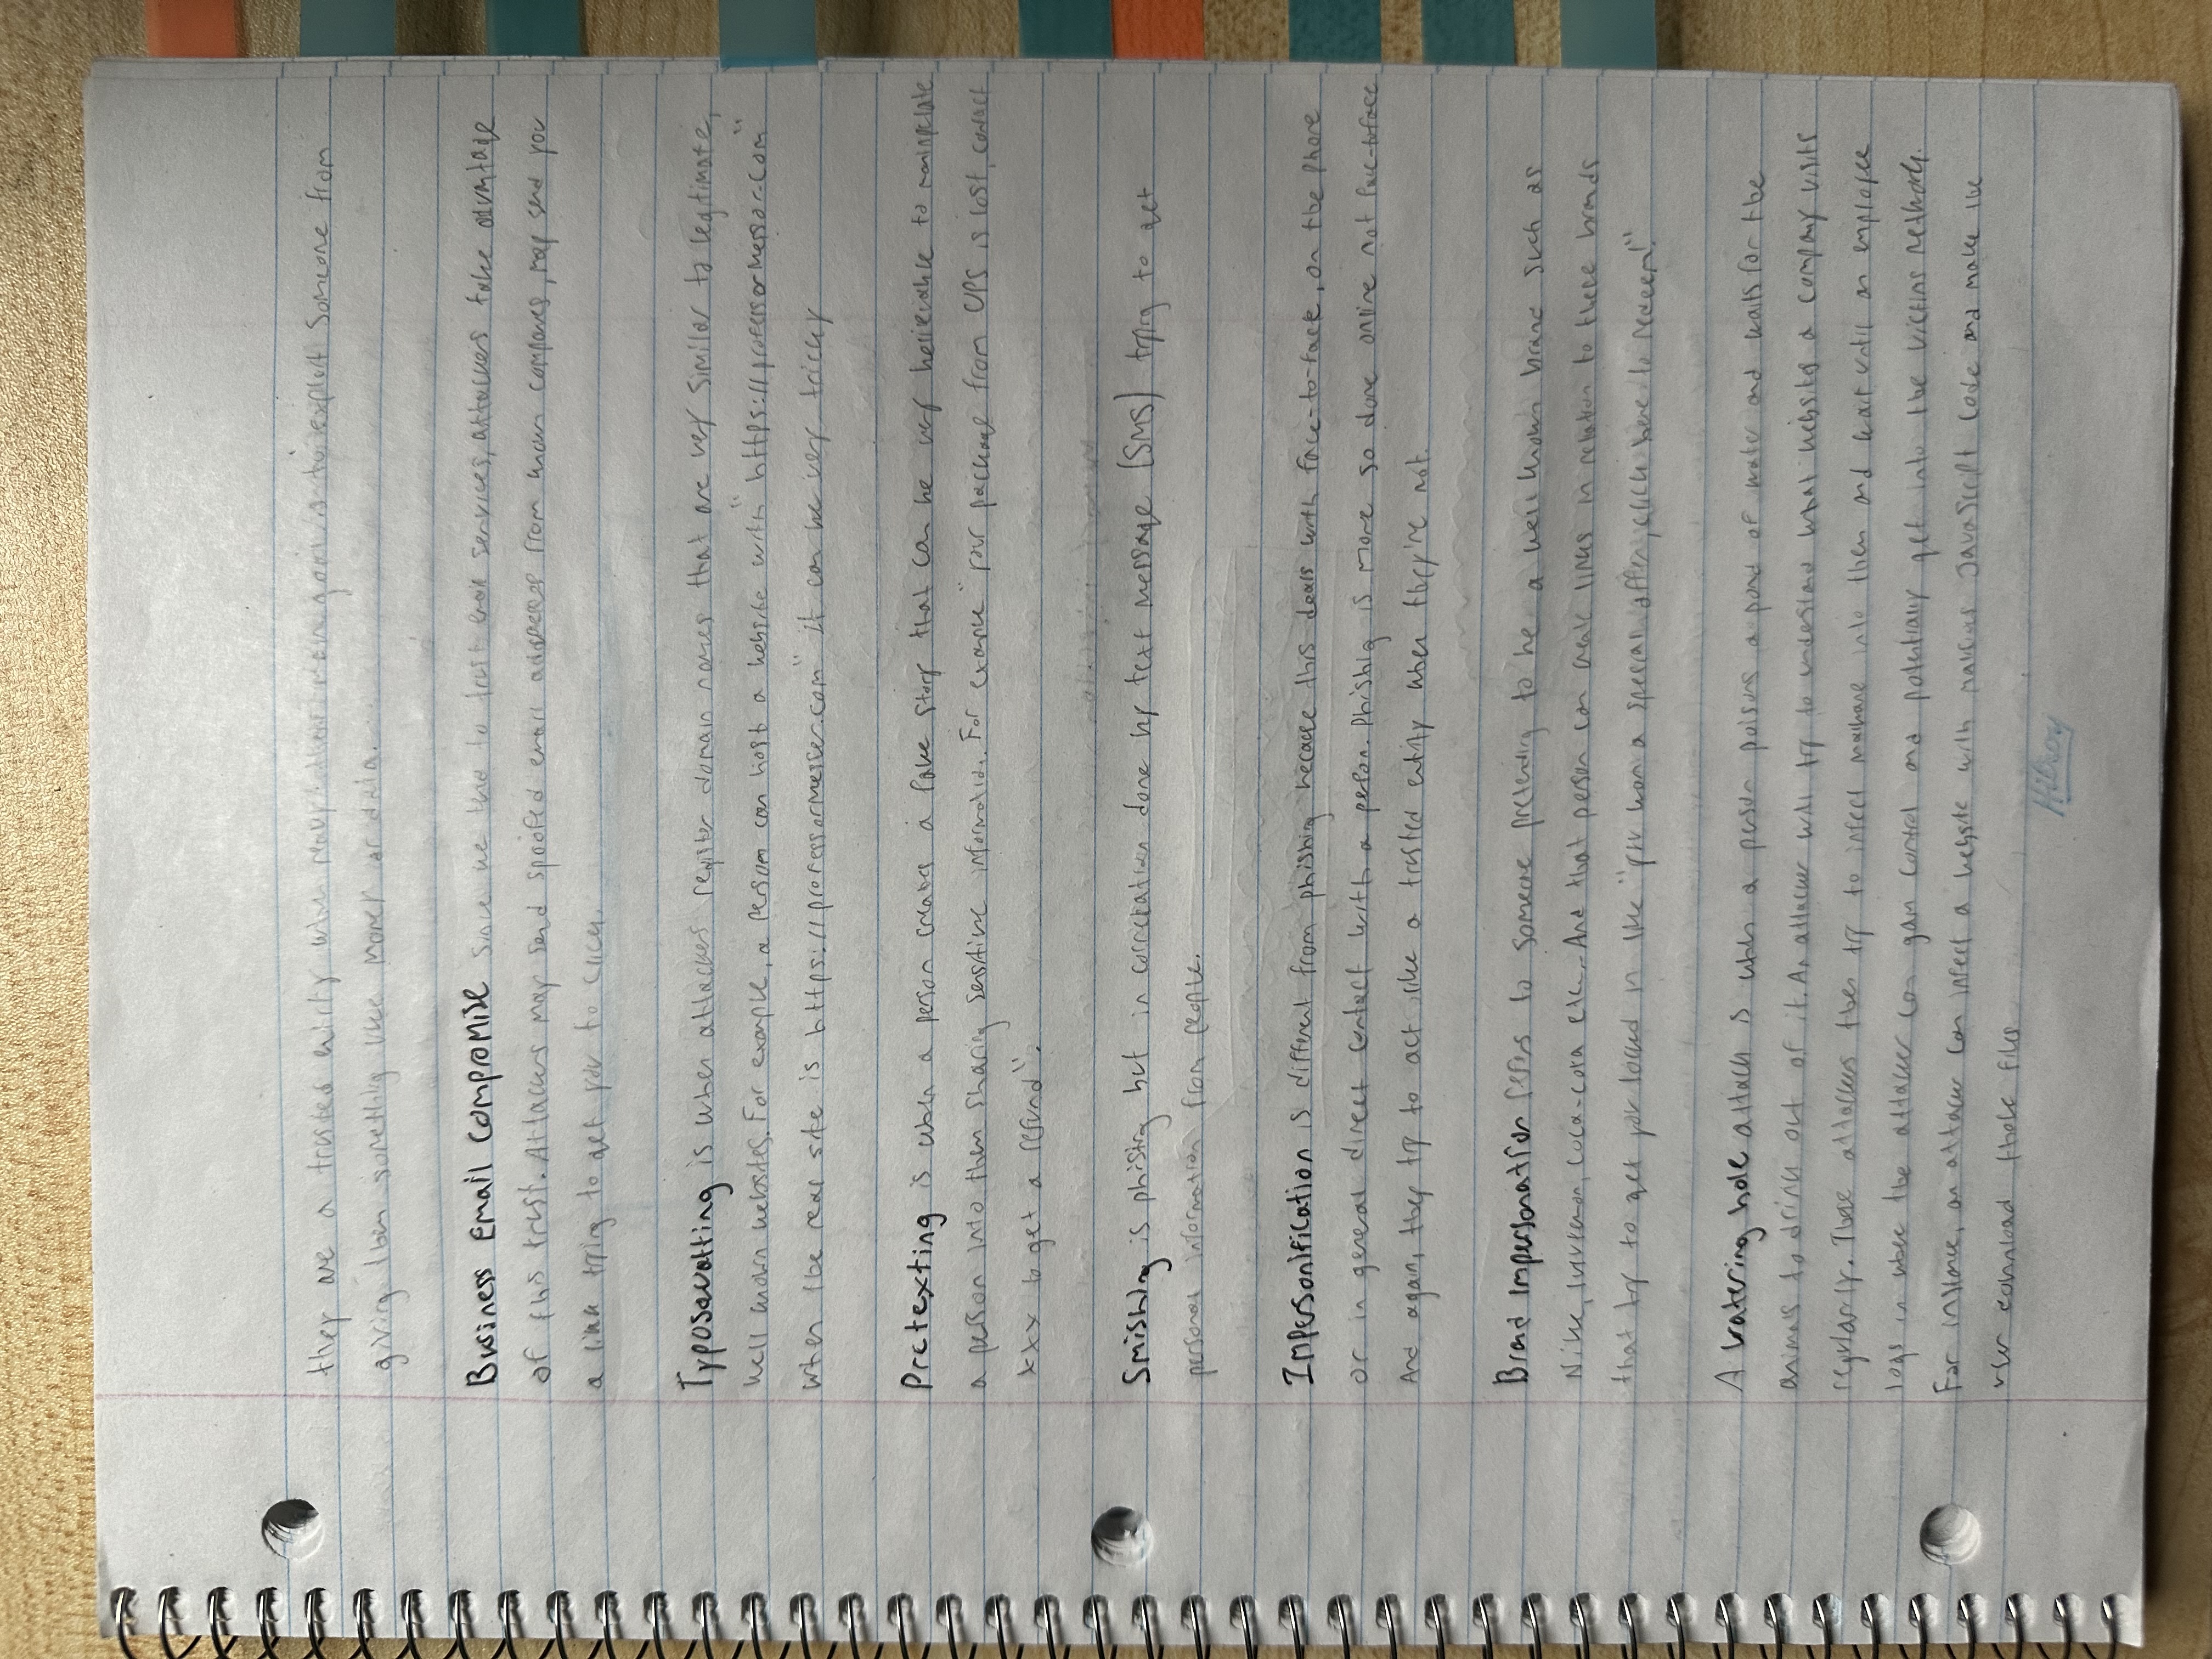 they are a trusted entity when really their main goal is to exploit someone from
giving them something like money or data.
Business Email Compromise Since we tend to trust email services, attackers take advantage
of this trust. Attackers may send spoofed email addresses from known companies, may send you
a link trying to get you to click.
Typosquatting is when attackers register domain names that are very similar to legitimate,
well known websites. For example, a person can host a website with "https://professormessor.com"
when the real site is https://professormesser.com" it can be very tricky
Pretexting is when a person creates a fake story that can be very believable to manipulate
a person into them sharing sensitive information. For example "your package from UPS is lost, contact
xxx to get a refund".
Smishing is phishing but in correlation done by text message (SMS) trying to get
personal information from people.
Impersonification is different from phishing because this deals with face-to-face, on the phone
or in general direct contact with a person. Phishing is more so done online not face-to-face
And again, they try to act like a trusted entity when they're not.
Brand Impersonation refers to someone pretending to be a well known brand such as
Nike, lululemon, Coca-cola etc.. And that person can create links in relation to these brands
that try to get you locked in like "you won a special offer, click here to redeem!"
A watering hole attack is when a person poisons a pond of water and waits for the
animals to drink out of it. An attacker will try to understand what websites a company visits
regularly. These attackers then try to infect malware into them and wait until an employee
logs in where the attacker can gain control and potentially get into the victims network.
For instance, an attacker can infect a website with malicious JavaScript code and make the
user download those files
Hilroy